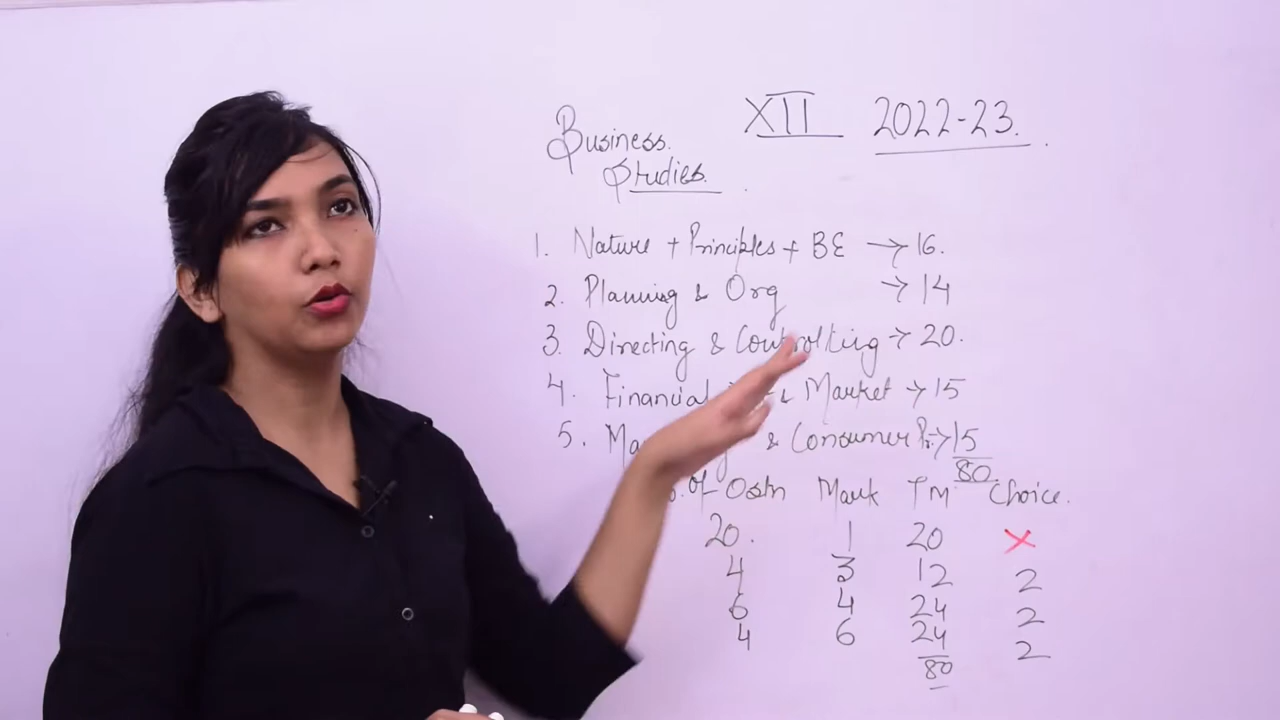 Business XII 2022-23.
Studies.
1. Nature + Principles + BE → 16.
2. Planning & Org → 14
3. Directing & Controlling → 20.
4. Financial & Market → 15
5. & Consumer Pr. → 15
80
of Qstn Mark TM Choice.
20. 1 20 ×
4 3 12 2
6 4 24 2
4 6 24 2
80